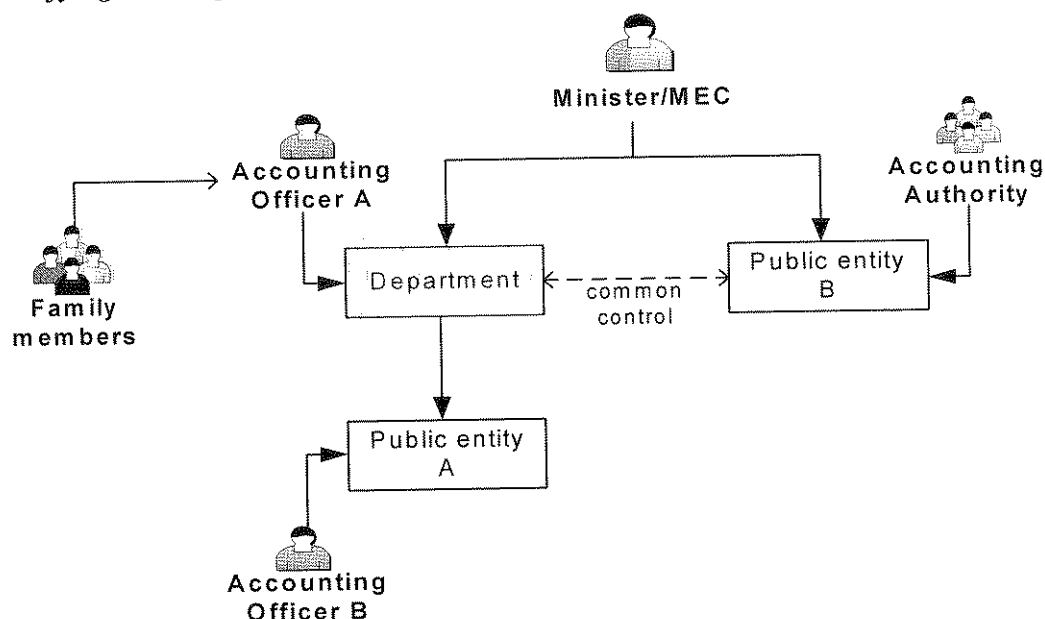 Minister/MEC
Accounting
Officer A
Accounting
Authority
Family
members
Department
common
control
Public entity
B
Public entity
A
Accounting
Officer B